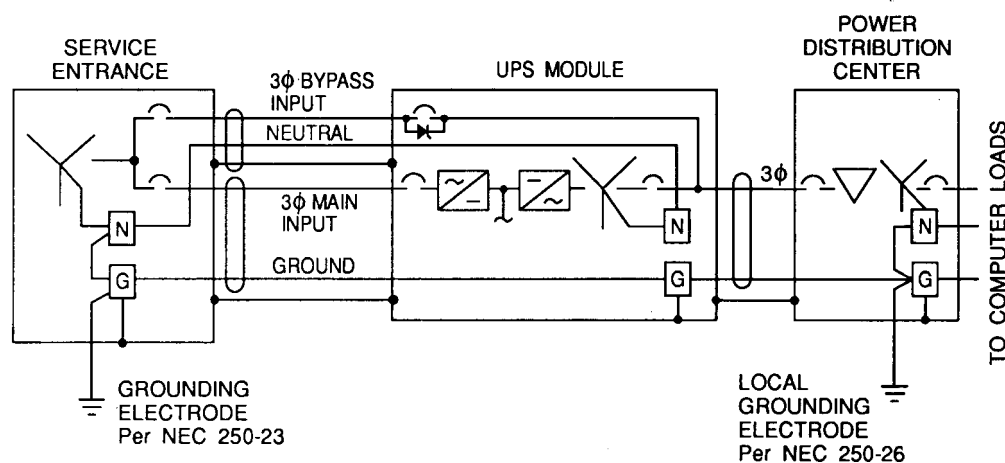 SERVICE
ENTRANCE
3ϕ BYPASS
INPUT
NEUTRAL
UPS MODULE
POWER
DISTRIBUTION
CENTER
3ϕ MAIN
INPUT
3ϕ
N
N
N
GROUND
G
G
G
TO COMPUTER LOADS
GROUNDING
ELECTRODE
Per NEC 250-23
LOCAL
GROUNDING
ELECTRODE
Per NEC 250-26